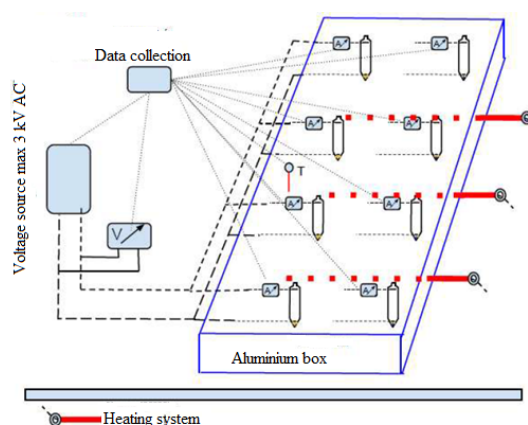 Data collection
Voltage source max 3 kV AC
V
T
A
A
A
A
A
A
A
A
Aluminium box
Heating system